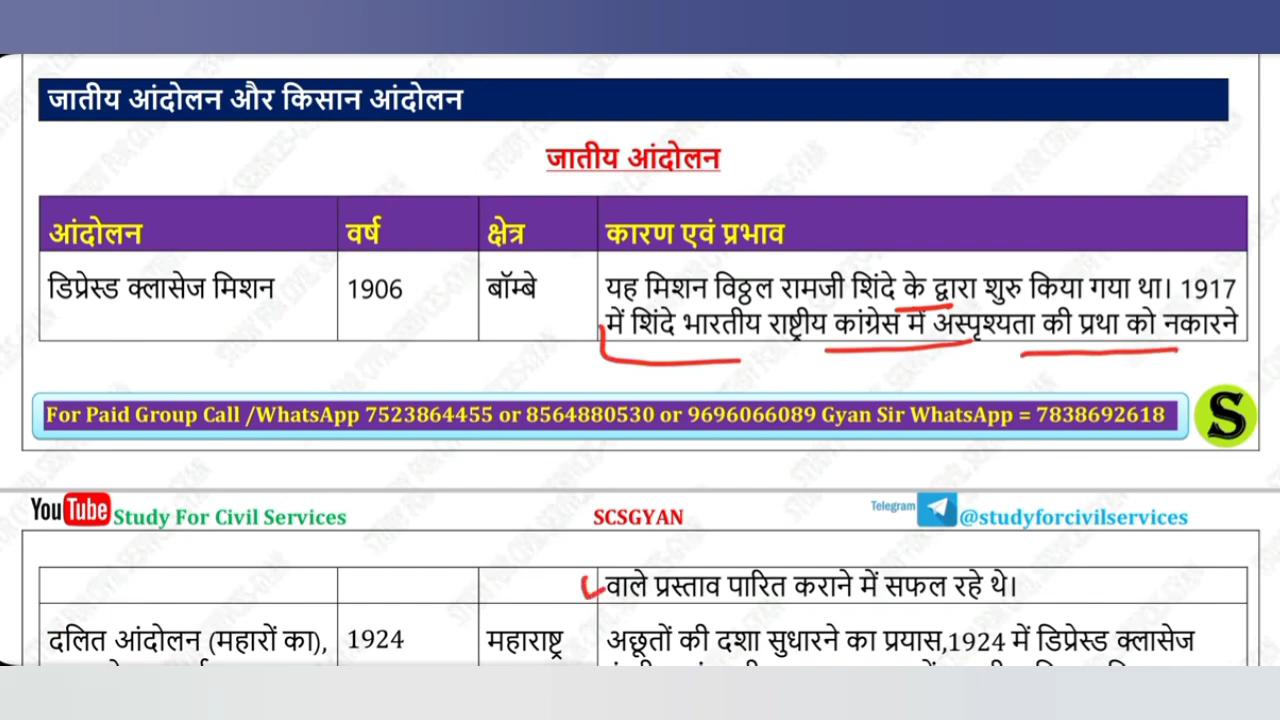 जातीय आंदोलन और किसान आंदोलन
जातीय आंदोलन
आंदोलन वर्ष क्षेत्र कारण एवं प्रभाव
डिप्रेस्ड क्लासेज मिशन 1906 बॉम्बे यह मिशन विठ्ठल रामजी शिंदे के द्वारा शुरु किया गया था। 1917
में शिंदे भारतीय राष्ट्रीय कांग्रेस में अस्पृश्यता की प्रथा को नकारने
For Paid Group Call /WhatsApp 7523864455 or 8564880530 or 9696066089 Gyan Sir WhatsApp = 7838692618
S
YouTube Study For Civil Services SCSGYAN Telegram @studyforcivilservices
वाले प्रस्ताव पारित कराने में सफल रहे थे।
दलित आंदोलन (महारों का), 1924 महाराष्ट्र अछूतों की दशा सुधारने का प्रयास,1924 में डिप्रेस्ड क्लासेज